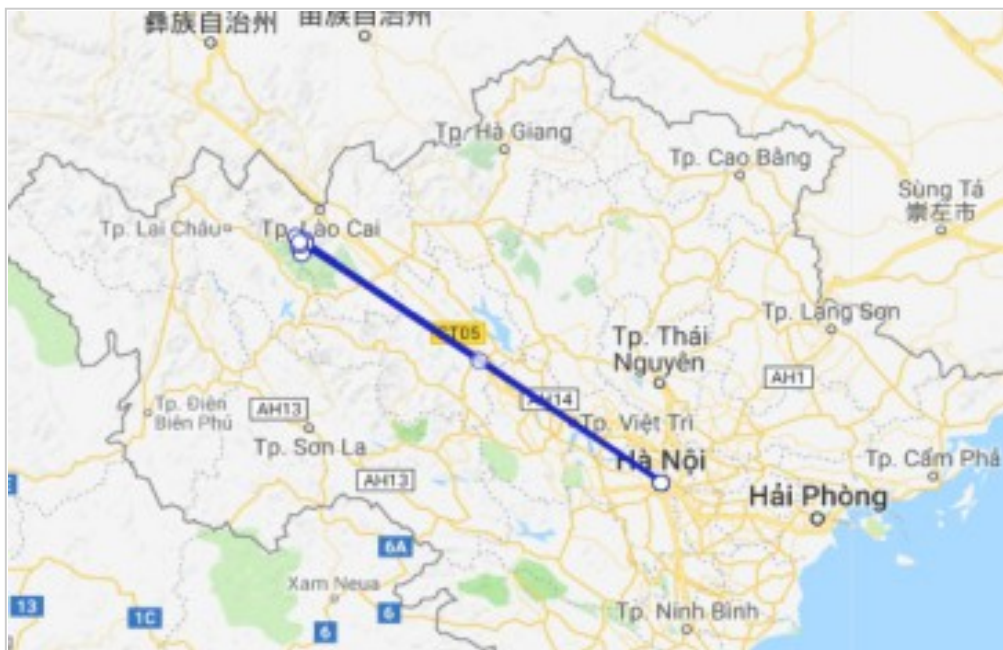 彝族自治州
苗族自治州
Tp. Hà Giang
Tp. Cao Bằng
Sùng Tả
崇左市
Tp. Lai Châu
Tp. Lào Cai
Tp. Lạng Sơn
CT05
Tp. Thái
Nguyên
AH1
AH14
Tp. Điện
Biên Phủ
AH13
Tp. Sơn La
Tp. Việt Trì
Hà Nội
AH13
Tp. Cẩm Phả
Hải Phòng
6A
Xam Neua
13
1C
6
6
Tp. Ninh Bình